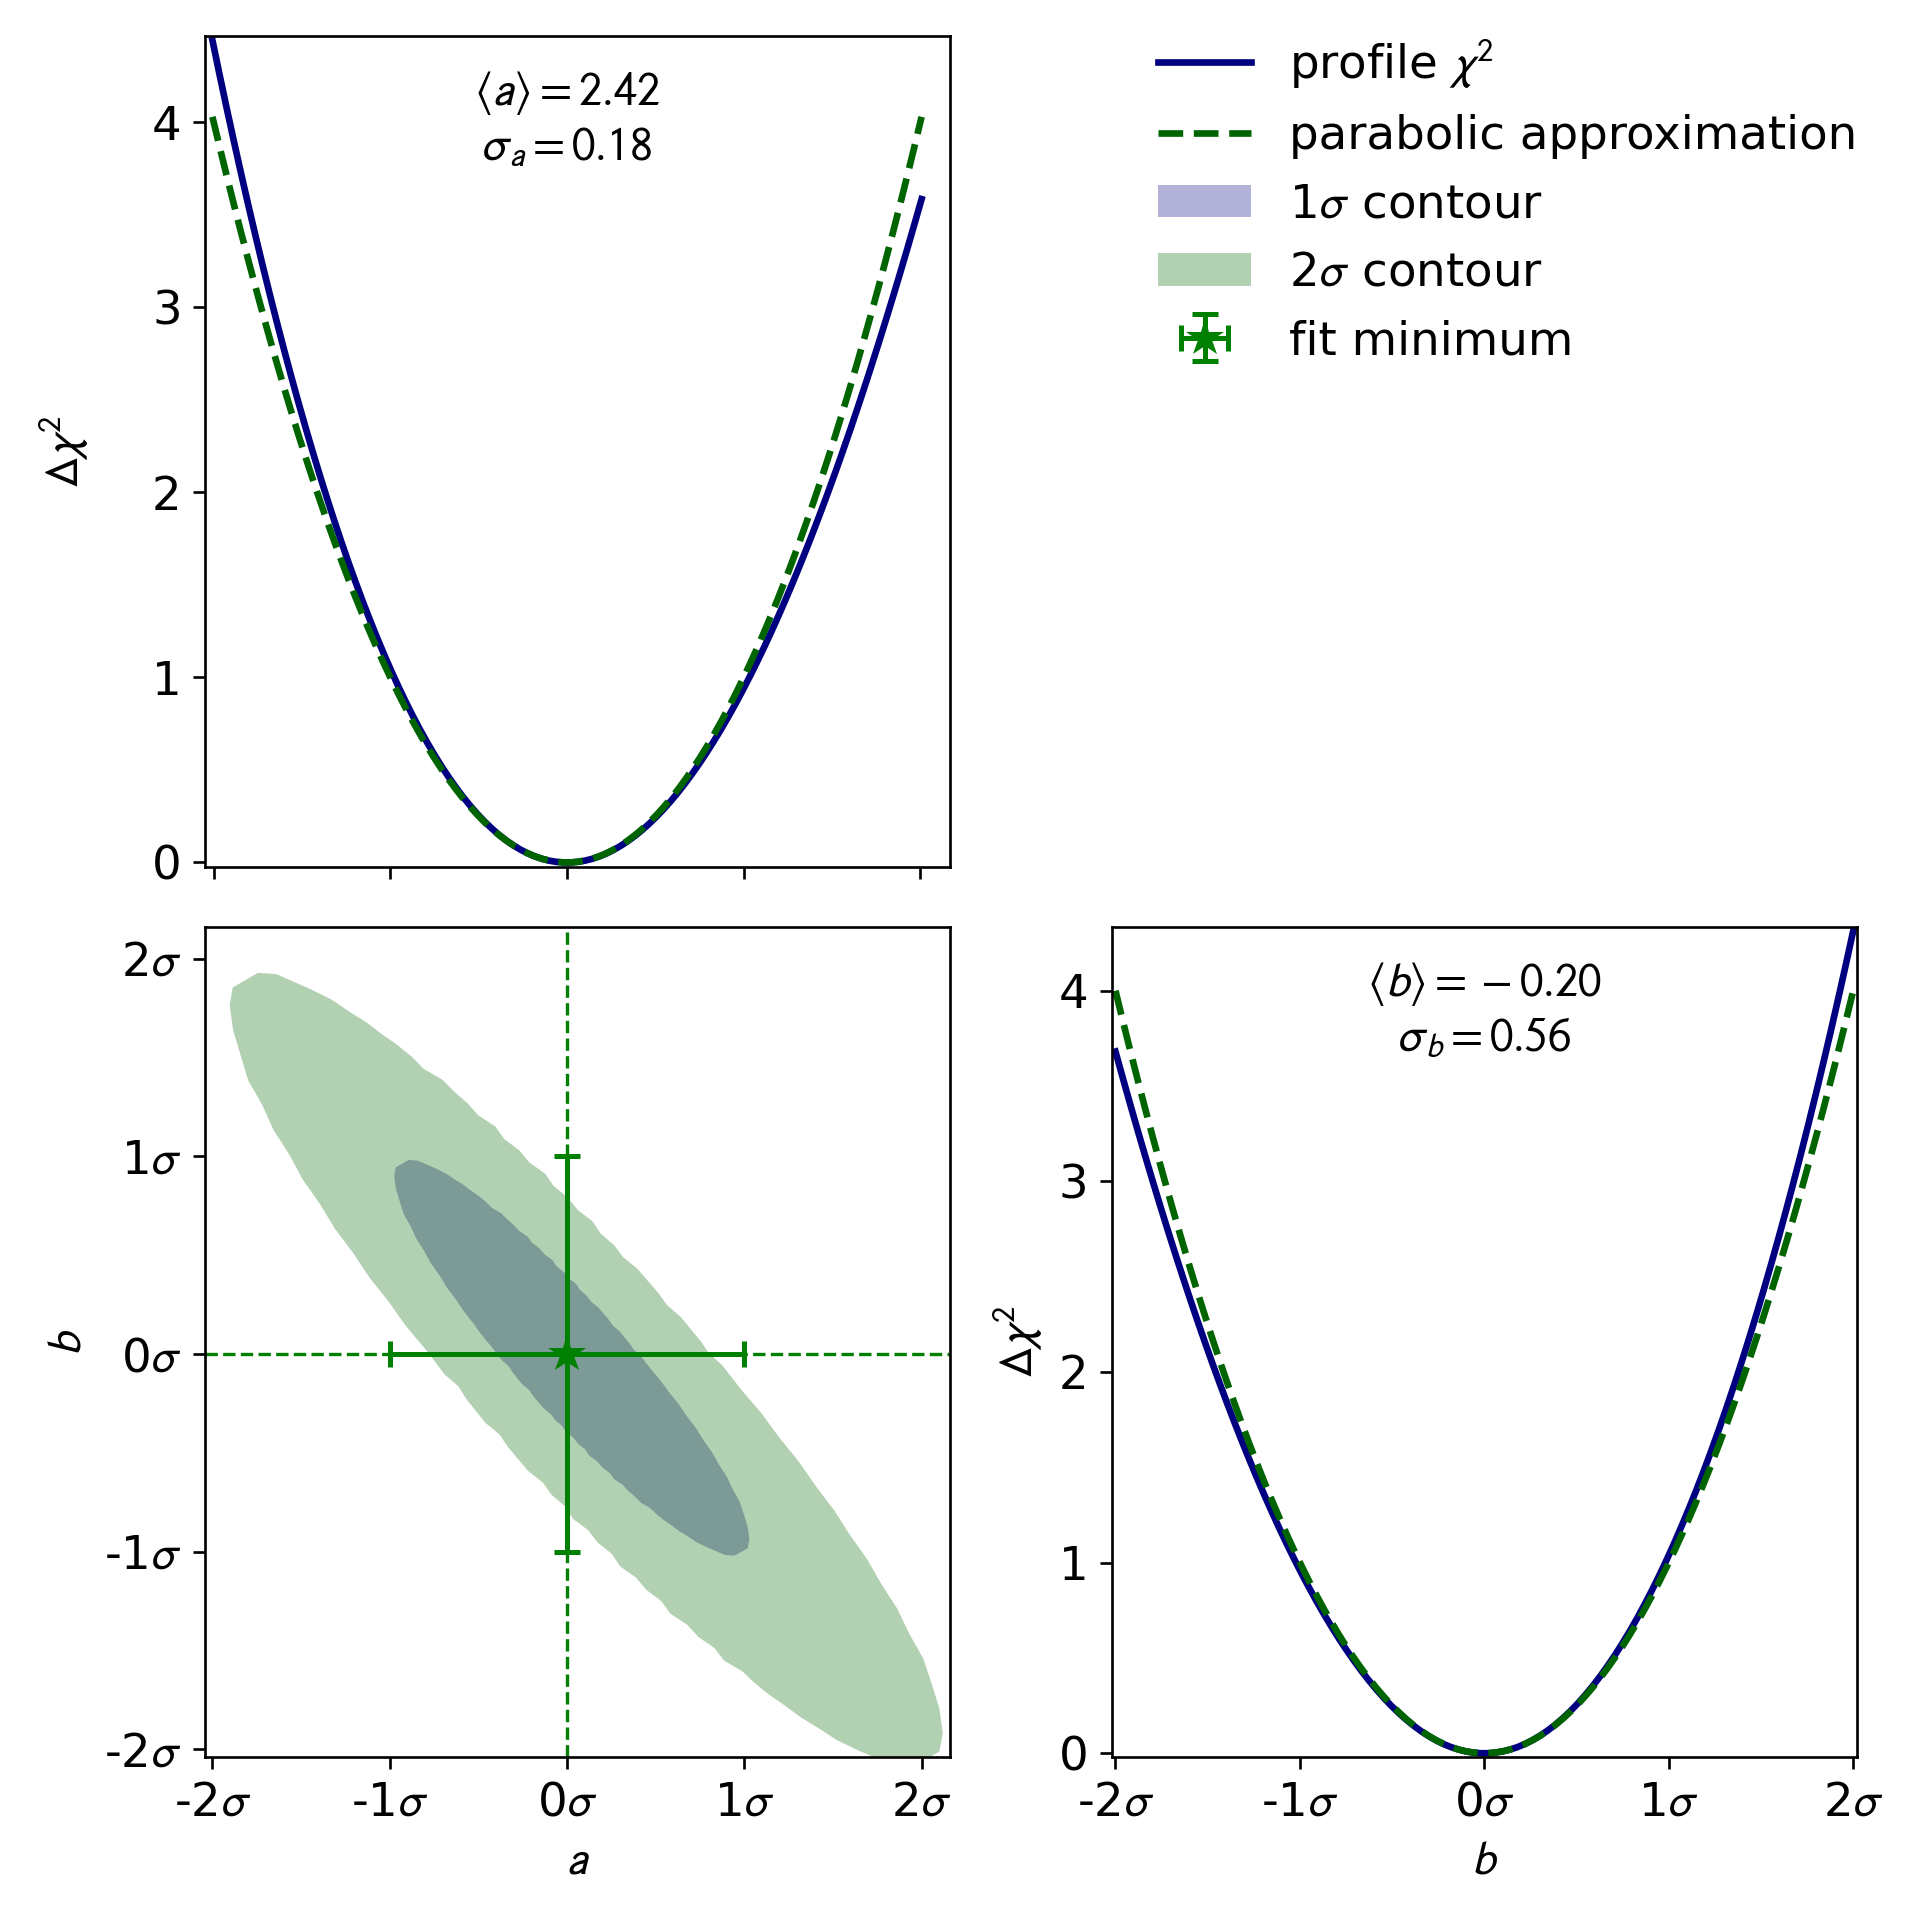 ⟨a⟩ = 2.42
σₐ = 0.18
Δχ²
4
3
2
1
0
profile χ²
parabolic approximation
1σ contour
2σ contour
fit minimum
b
2σ
1σ
0σ
-1σ
-2σ
-2σ -1σ 0σ 1σ 2σ
a
⟨b⟩ = −0.20
σ_b = 0.56
Δχ²
4
3
2
1
0
-2σ -1σ 0σ 1σ 2σ
b